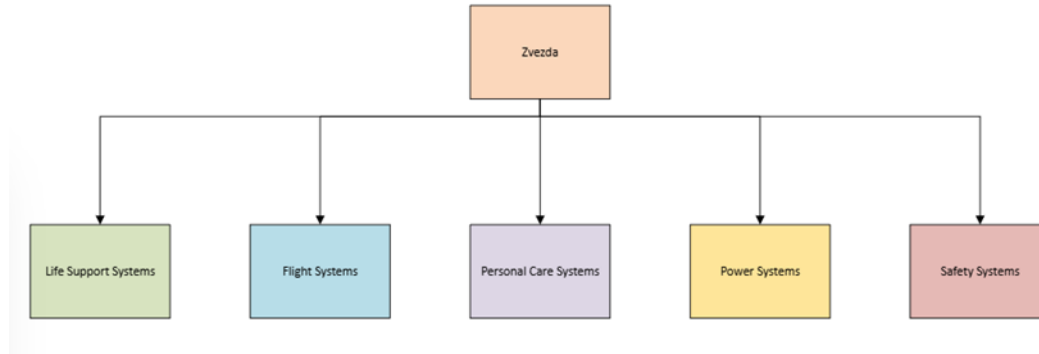 Zvezda
Life Support Systems
Flight Systems
Personal Care Systems
Power Systems
Safety Systems